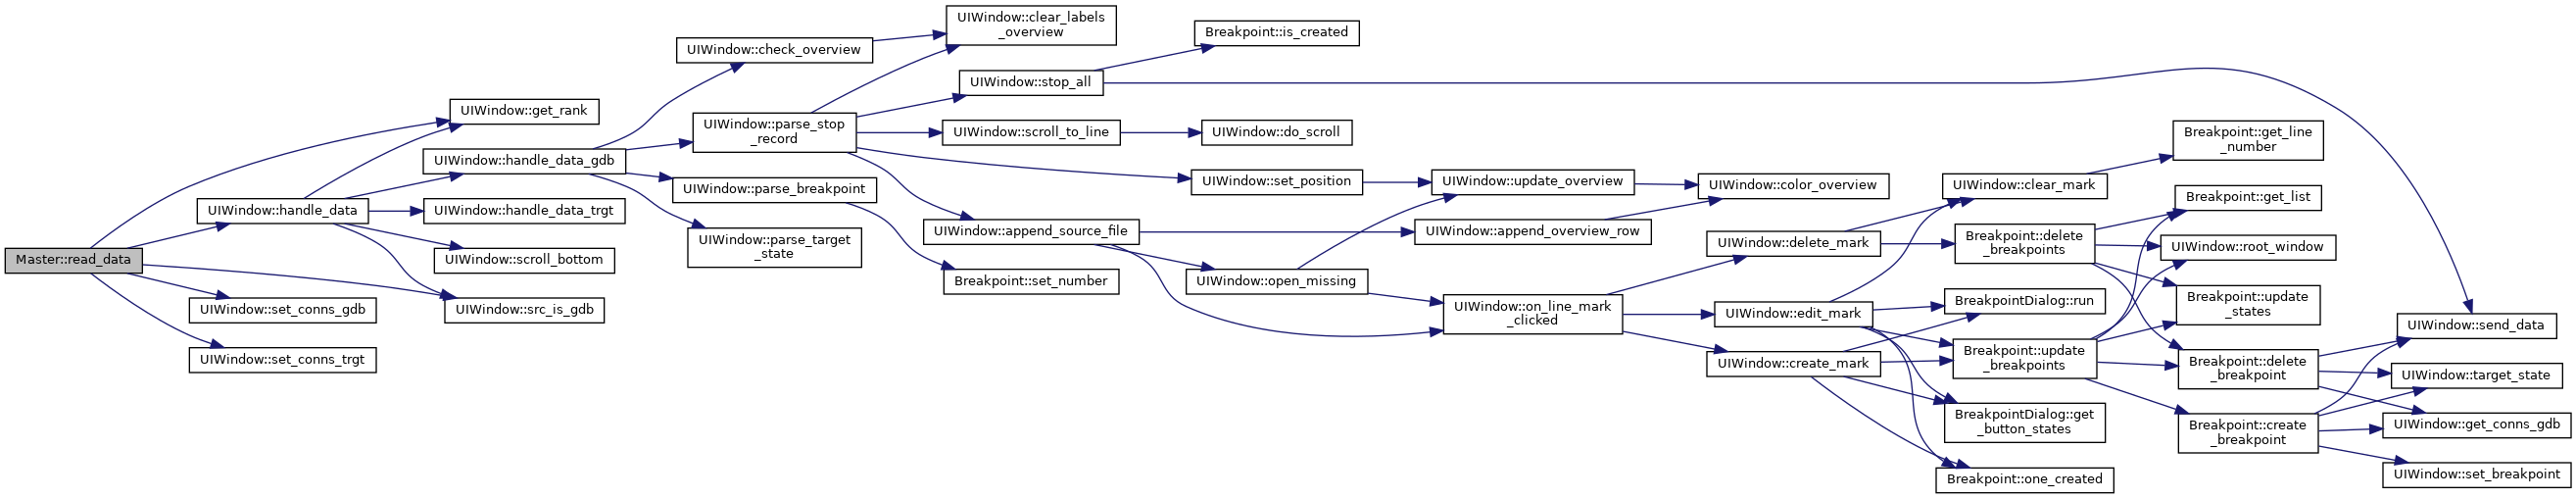 Master::read_data
UIWindow::get_rank
UIWindow::handle_data
UIWindow::set_conns_gdb
UIWindow::set_conns_trgt
UIWindow::handle_data_gdb
UIWindow::handle_data_trgt
UIWindow::scroll_bottom
UIWindow::src_is_gdb
UIWindow::check_overview
UIWindow::parse_stop
_record
UIWindow::parse_breakpoint
UIWindow::parse_target
_state
UIWindow::clear_labels
_overview
UIWindow::stop_all
UIWindow::scroll_to_line
UIWindow::append_source_file
Breakpoint::set_number
Breakpoint::is_created
UIWindow::do_scroll
UIWindow::set_position
UIWindow::open_missing
UIWindow::update_overview
UIWindow::append_overview_row
UIWindow::on_line_mark
_clicked
UIWindow::color_overview
UIWindow::delete_mark
UIWindow::edit_mark
UIWindow::create_mark
UIWindow::clear_mark
Breakpoint::delete
_breakpoints
BreakpointDialog::run
Breakpoint::update
_breakpoints
BreakpointDialog::get
_button_states
Breakpoint::one_created
Breakpoint::get_line
_number
Breakpoint::get_list
UIWindow::root_window
Breakpoint::update
_states
Breakpoint::delete
_breakpoint
Breakpoint::create
_breakpoint
UIWindow::send_data
UIWindow::target_state
UIWindow::get_conns_gdb
UIWindow::set_breakpoint